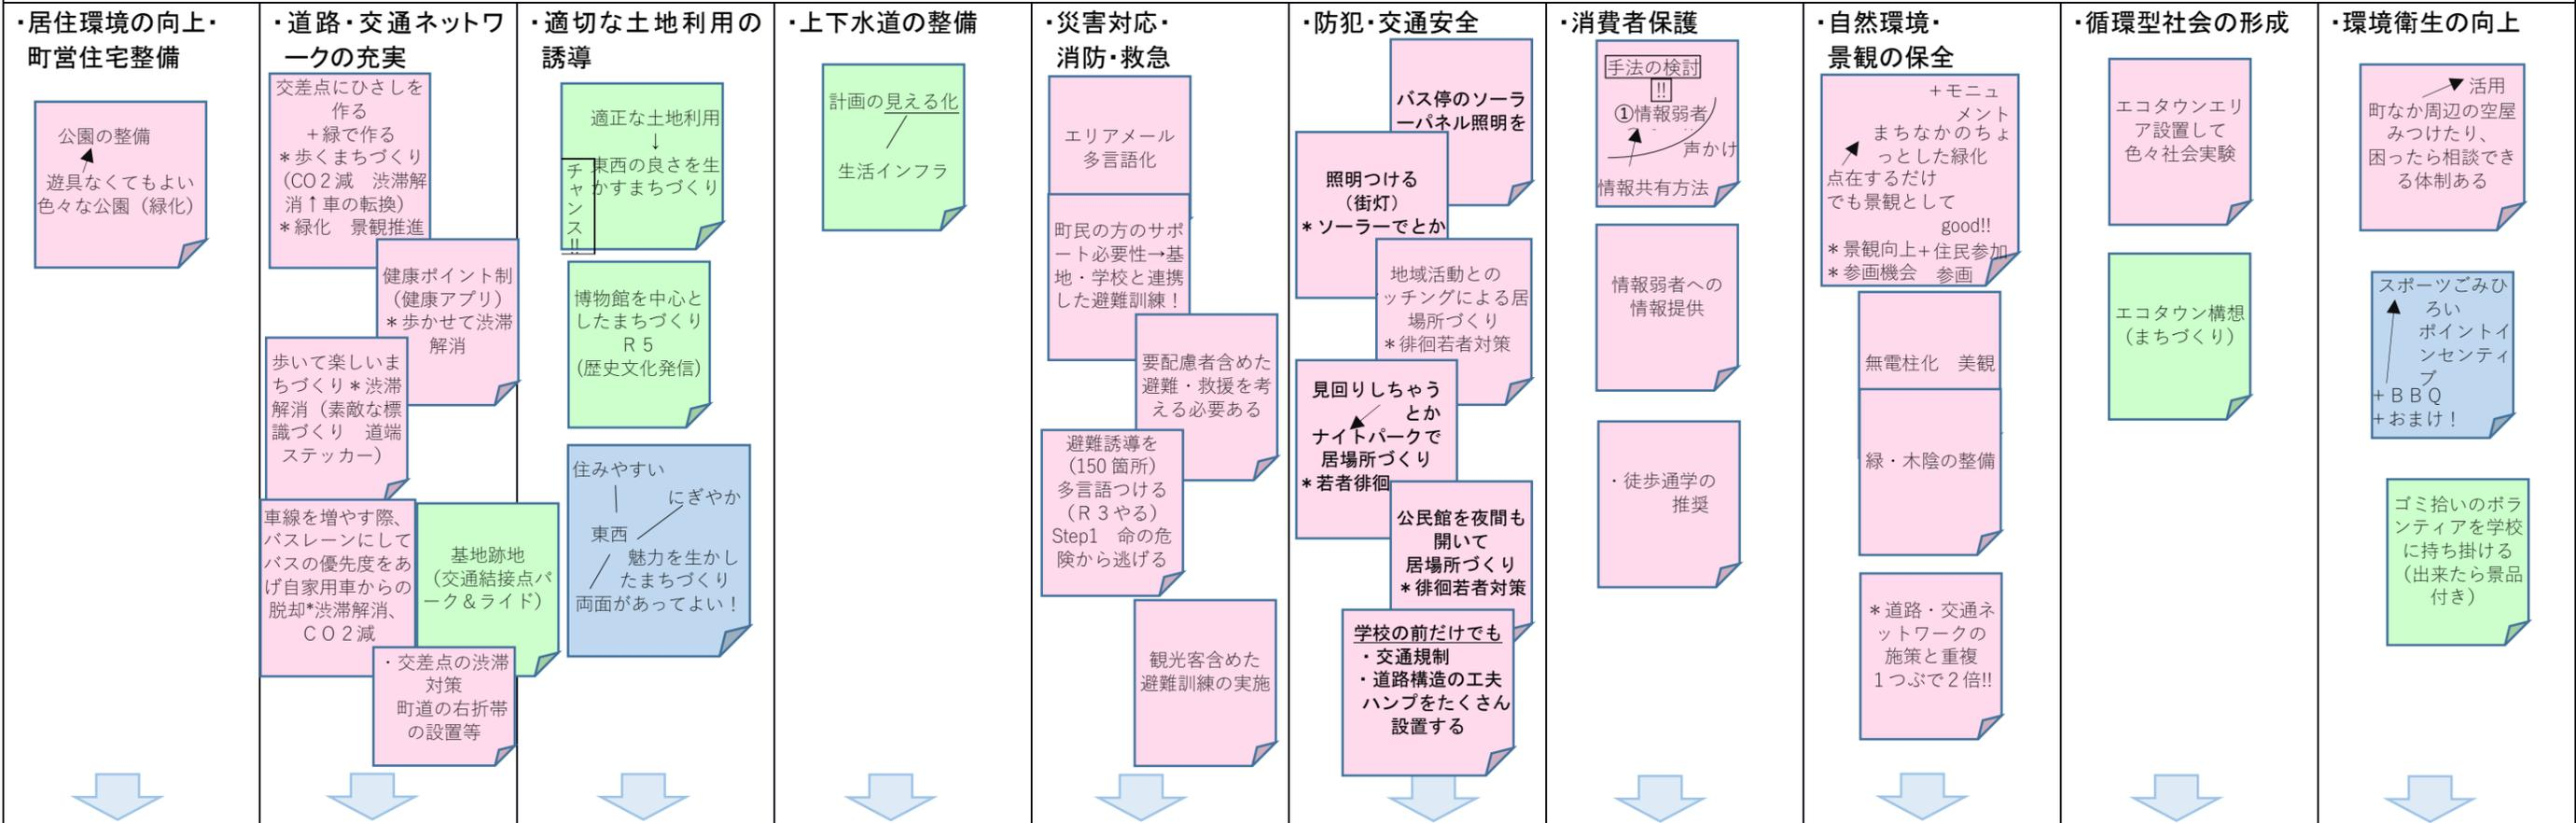 ・居住環境の向上・
町営住宅整備
公園の整備
遊具なくてもよい
色々な公園（緑化）
・道路・交通ネットワ
ークの充実
交差点にひさしを
作る
＋緑で作る
＊歩くまちづくり
（CO２減　渋滞解
消↑車の転換）
＊緑化　景観推進
健康ポイント制
（健康アプリ）
＊歩かせて渋滞
解消
歩いて楽しいま
ちづくり＊渋滞
解消（素敵な標
識づくり　道端
ステッカー）
車線を増やす際、
バスレーンにして
バスの優先度をあ
げ自家用車からの
脱却*渋滞解消、
ＣＯ２減
基地跡地
（交通結接点パ
ーク＆ライド）
・交差点の渋滞
対策
町道の右折帯
の設置等
・適切な土地利用の
誘導
適正な土地利用
↓
東西の良さを生
かすまちづくり
チャンス!!
博物館を中心と
したまちづくり
Ｒ５
(歴史文化発信)
住みやすい
にぎやか
東西
魅力を生かし
たまちづくり
両面があってよい！
・上下水道の整備
計画の見える化
生活インフラ
・災害対応・
消防・救急
エリアメール
多言語化
町民の方のサポ
ート必要性→基
地・学校と連携
した避難訓練！
要配慮者含めた
避難・救援を考
える必要ある
避難誘導を
（150 箇所）
多言語つける
（Ｒ３やる）
Step1　命の危
険から逃げる
観光客含めた
避難訓練の実施
・防犯・交通安全
バス停のソーラ
ーパネル照明を
照明つける
（街灯）
＊ソーラーでとか
地域活動との
ッチングによる居
場所づくり
＊徘徊若者対策
見回りしちゃう
とか
ナイトパークで
居場所づくり
＊若者徘徊
公民館を夜間も
開いて
居場所づくり
＊徘徊若者対策
学校の前だけでも
・交通規制
・道路構造の工夫
ハンプをたくさん
設置する
・消費者保護
手法の検討
!!
①情報弱者
声かけ
情報共有方法
情報弱者への
情報提供
・徒歩通学の
推奨
・自然環境・
景観の保全
＋モニュ
メント
まちなかのちょ
っとした緑化
点在するだけ
でも景観として
good!!
＊景観向上＋住民参加
＊参画機会　参画
無電柱化　美観
緑・木陰の整備
＊道路・交通ネ
ットワークの
施策と重複
１つぶで２倍!!
・循環型社会の形成
エコタウンエリ
ア設置して
色々社会実験
エコタウン構想
（まちづくり）
・環境衛生の向上
活用
町なか周辺の空屋
みつけたり、
困ったら相談でき
る体制ある
スポーツごみひ
ろい
ポイントイ
ンセンティ
ブ
＋ＢＢＱ
＋おまけ！
ゴミ拾いのボラ
ンティアを学校
に持ち掛ける
（出来たら景品
付き）